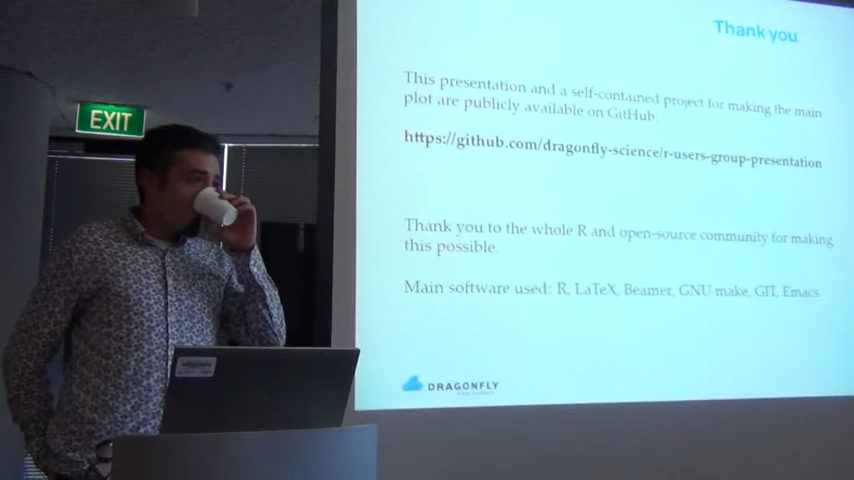 Thank you
EXIT
This presentation and a self-contained project for making the main
plot are publicly available on GitHub:
https://github.com/dragonfly-science/r-users-group-presentation
Thank you to the whole R and open-source community for making
this possible.
Main software used: R, LaTeX, Beamer, GNU make, GIT, Emacs
DRAGONFLY